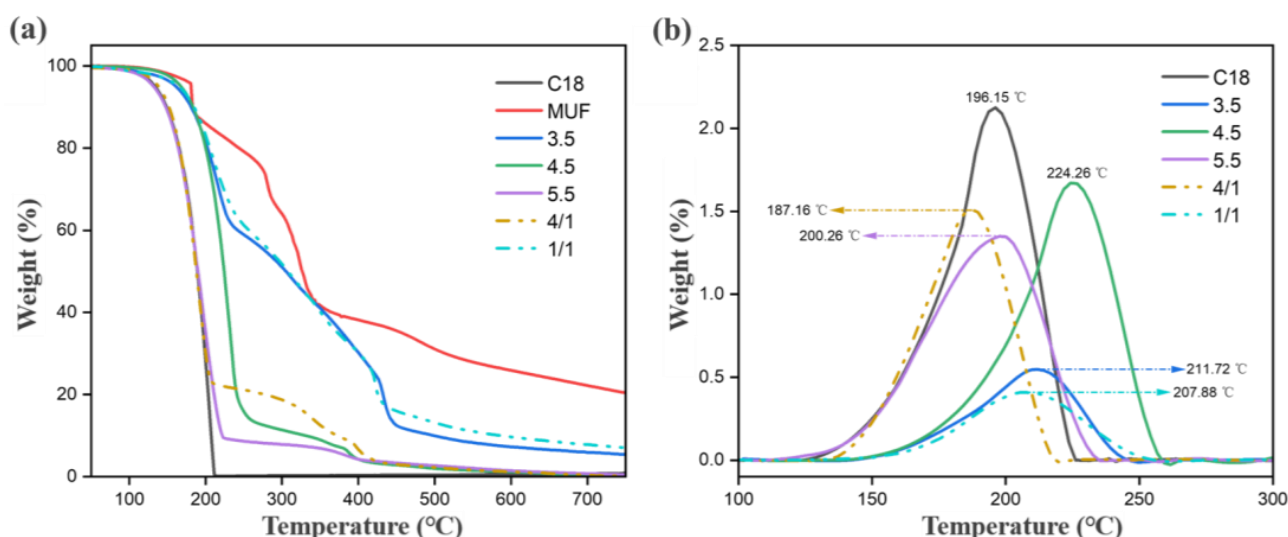 (a)
Weight (%)
100
80
60
40
20
0
100 200 300 400 500 600 700
Temperature (℃)
C18
MUF
3.5
4.5
5.5
4/1
1/1
(b)
Weight (%)
2.5
2.0
1.5
1.0
0.5
0.0
100 150 200 250 300
Temperature (℃)
C18
3.5
4.5
5.5
4/1
1/1
196.15 ℃
224.26 ℃
187.16 ℃
200.26 ℃
211.72 ℃
207.88 ℃